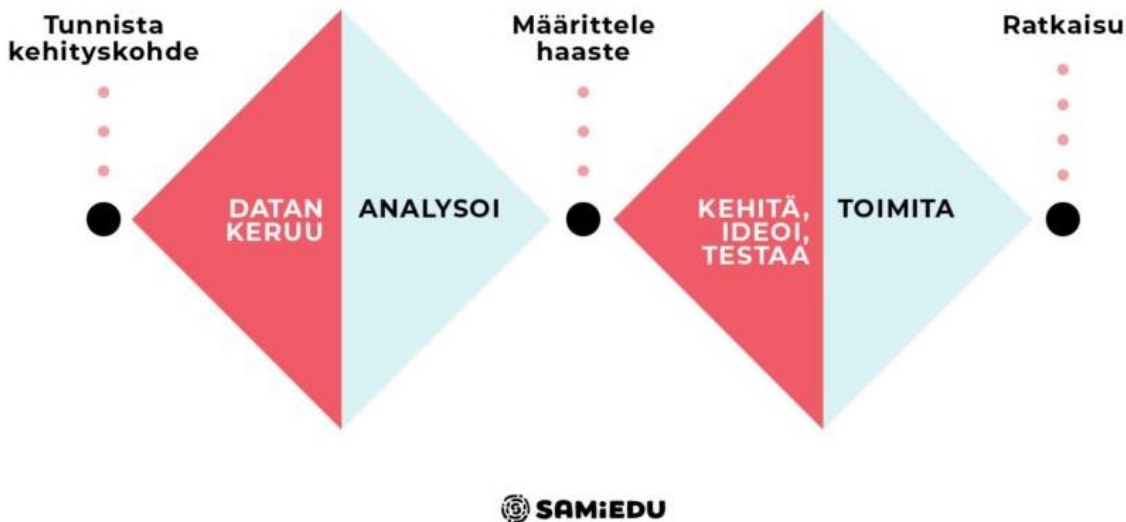 Tunnista
kehityskohde
Määrittele
haaste
Ratkaisu
DATAN
KERUU
ANALYSOI
KEHITÄ,
IDEOI,
TESTAA
TOIMITA
SAMiEDU